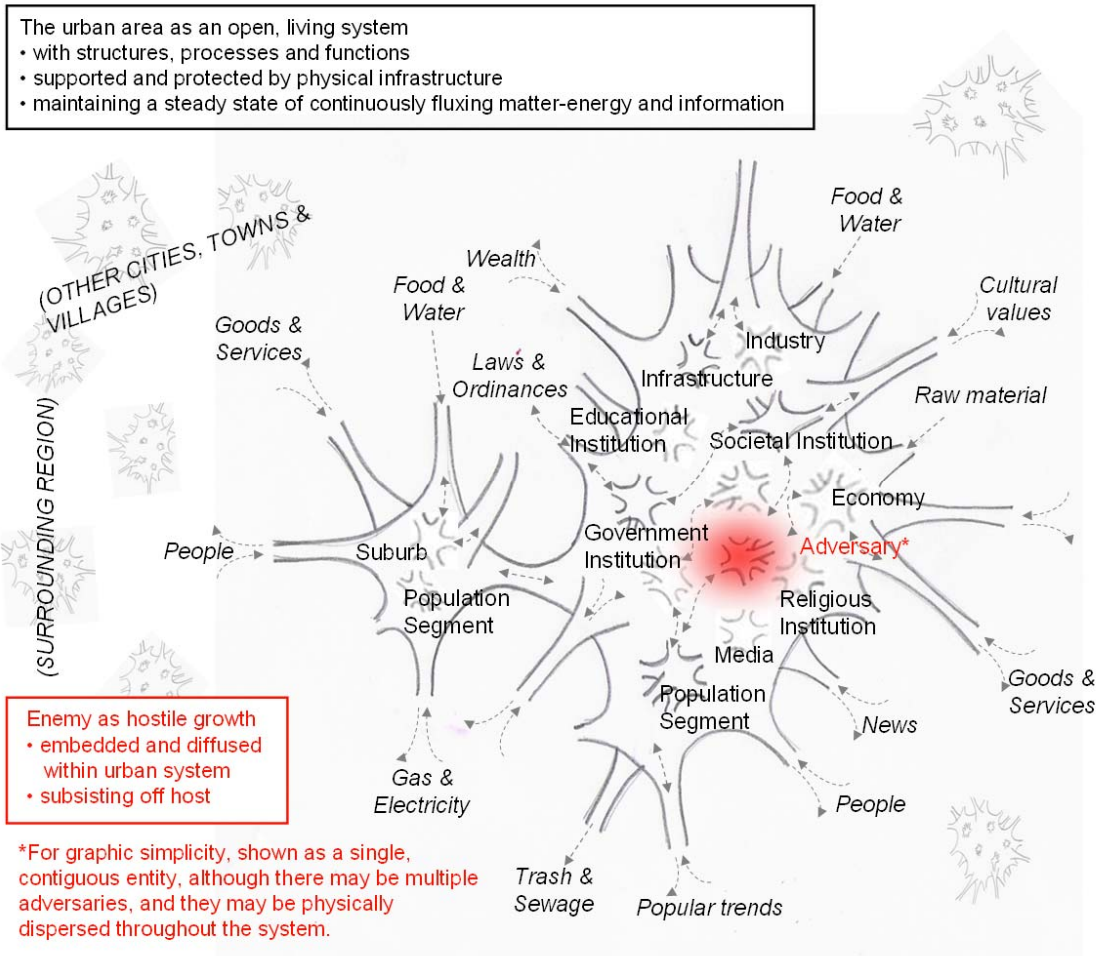 The urban area as an open, living system
• with structures, processes and functions
• supported and protected by physical infrastructure
• maintaining a steady state of continuously fluxing matter-energy and information
(OTHER CITIES, TOWNS &
VILLAGES)
(SURROUNDING REGION)
Food &
Water
Wealth
Food &
Water
Cultural
values
Goods &
Services
Industry
Laws &
Ordinances
Infrastructure
Raw material
Educational
Institution
Societal Institution
Economy
Government
Institution
Adversary*
People
Suburb
Population
Segment
Religious
Institution
Media
Population
Segment
Goods &
Services
News
Gas &
Electricity
People
Trash &
Sewage
Popular trends
Enemy as hostile growth
• embedded and diffused
within urban system
• subsisting off host
*For graphic simplicity, shown as a single,
contiguous entity, although there may be multiple
adversaries, and they may be physically
dispersed throughout the system.